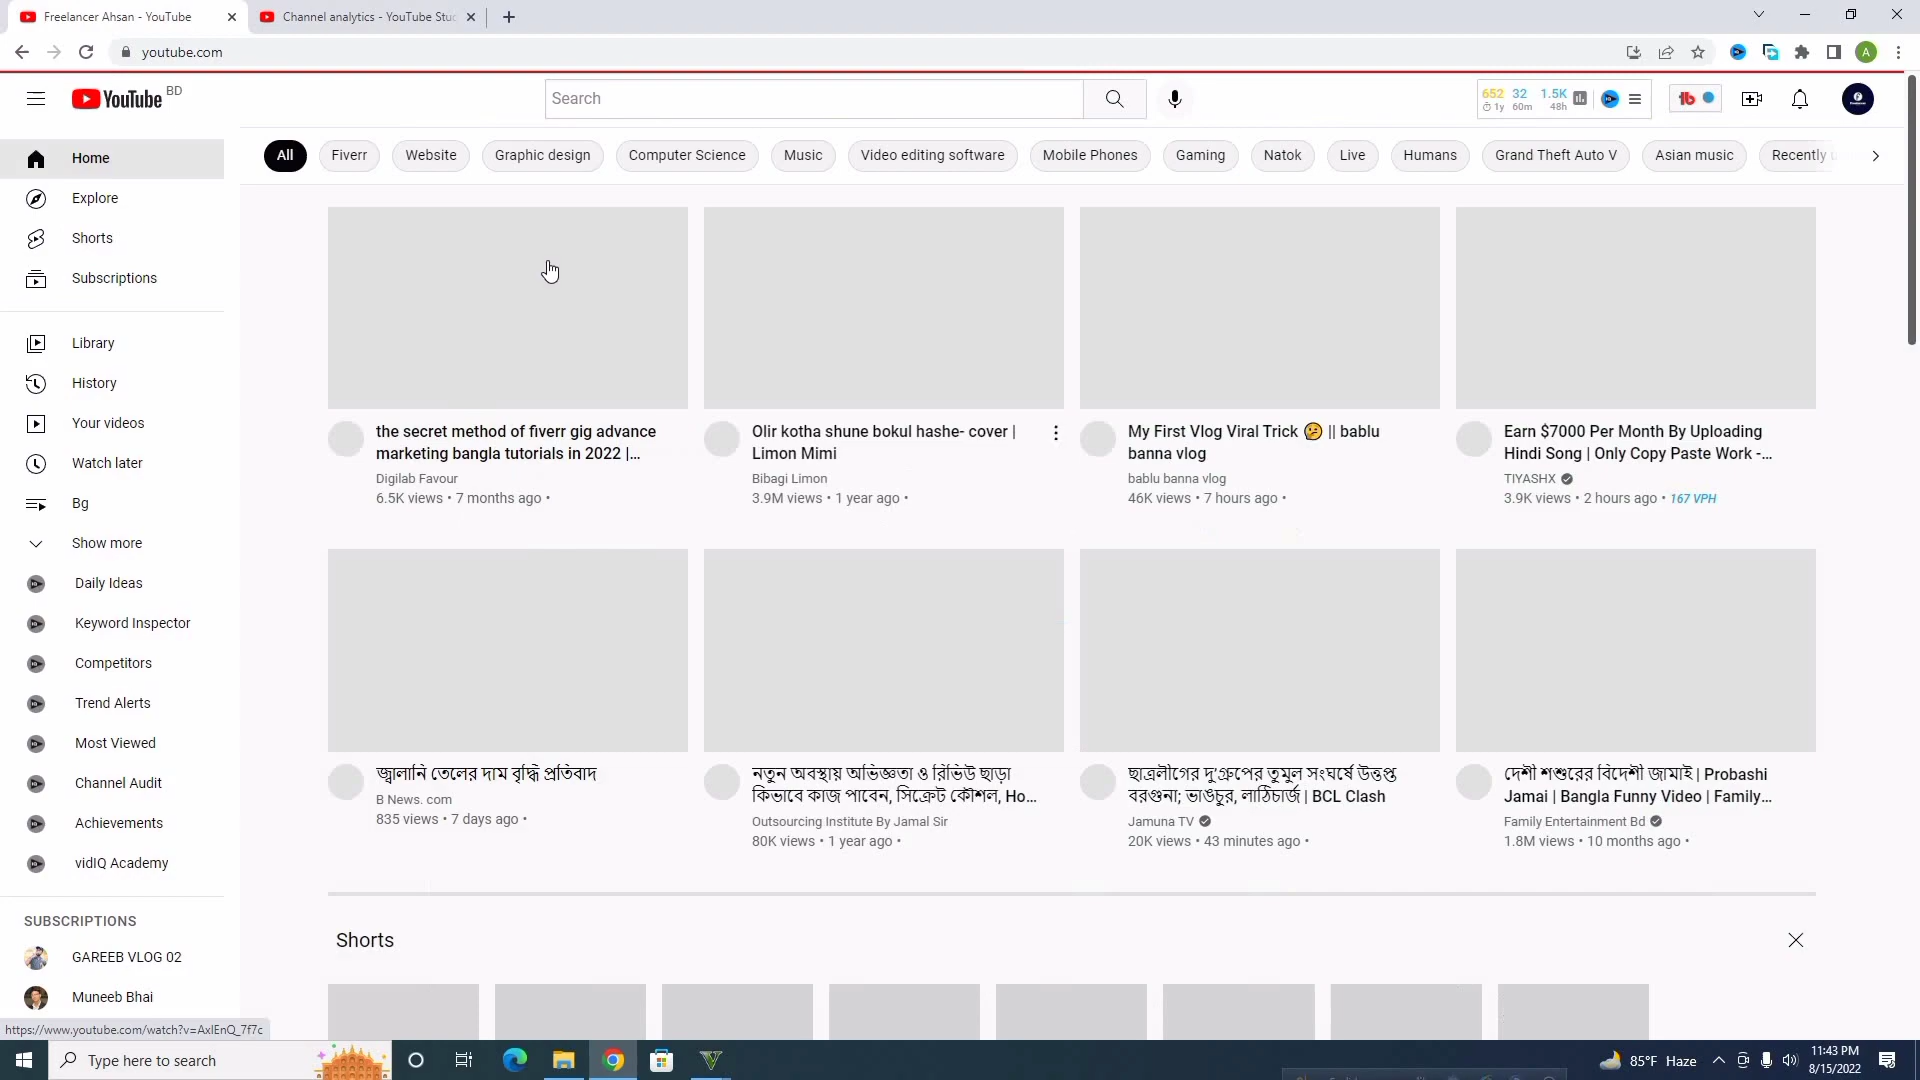 Freelancer Ahsan - YouTube
Channel analytics - YouTube Stu
youtube.com
YouTube BD
Search
652 32 1.5K
1y 60m 48h
All
Fiverr
Website
Graphic design
Computer Science
Music
Video editing software
Mobile Phones
Gaming
Natok
Live
Humans
Grand Theft Auto V
Asian music
Recently
Home
Explore
Shorts
Subscriptions
Library
History
Your videos
Watch later
Bg
Show more
Daily Ideas
Keyword Inspector
Competitors
Trend Alerts
Most Viewed
Channel Audit
Achievements
vidIQ Academy
SUBSCRIPTIONS
GAREEB VLOG 02
Muneeb Bhai
the secret method of fiverr gig advance
marketing bangla tutorials in 2022 |...
Digilab Favour
6.5K views • 7 months ago •
Olir kotha shune bokul hashe- cover |
Limon Mimi
Bibagi Limon
3.9M views • 1 year ago •
My First Vlog Viral Trick 🤔 || bablu
banna vlog
bablu banna vlog
46K views • 7 hours ago •
Earn $7000 Per Month By Uploading
Hindi Song | Only Copy Paste Work -...
TIYASHX
3.9K views • 2 hours ago • 167 VPH
জ্বালানি তেলের দাম বৃদ্ধি প্রতিবাদ
B News. com
835 views • 7 days ago •
নতুন অবস্থায় অভিজ্ঞতা ও রিভিউ ছাড়া
কিভাবে কাজ পাবেন, সিক্রেট কৌশল, Ho...
Outsourcing Institute By Jamal Sir
80K views • 1 year ago •
ছাত্রলীগের দু'গ্রুপের তুমুল সংঘর্ষে উত্তপ্ত
বরগুনা; ভাঙচুর, লাঠিচার্জ | BCL Clash
Jamuna TV
20K views • 43 minutes ago •
দেশী শশুরের বিদেশী জামাই | Probashi
Jamai | Bangla Funny Video | Family...
Family Entertainment Bd
1.8M views • 10 months ago •
Shorts
https://www.youtube.com/watch?v=AxlEnQ_7f7c
Type here to search
85°F Haze
11:43 PM
8/15/2022